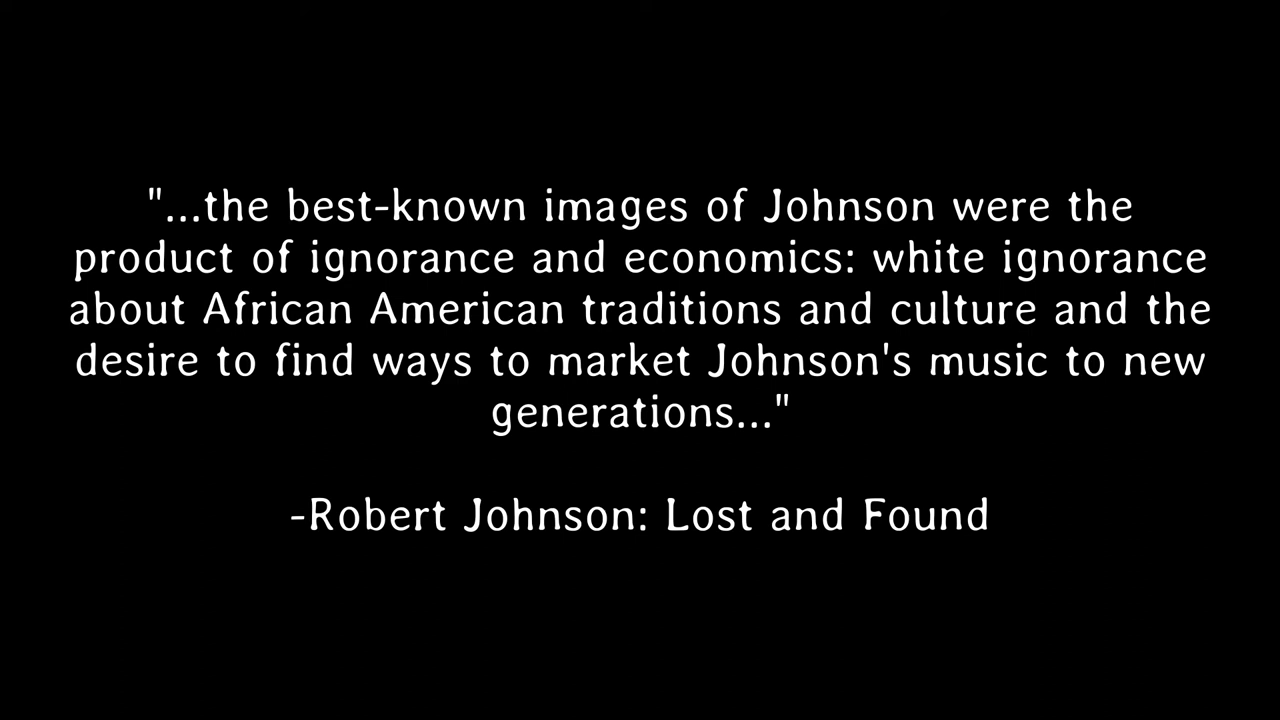 "...the best-known images of Johnson were the
product of ignorance and economics: white ignorance
about African American traditions and culture and the
desire to find ways to market Johnson's music to new
generations..."
-Robert Johnson: Lost and Found